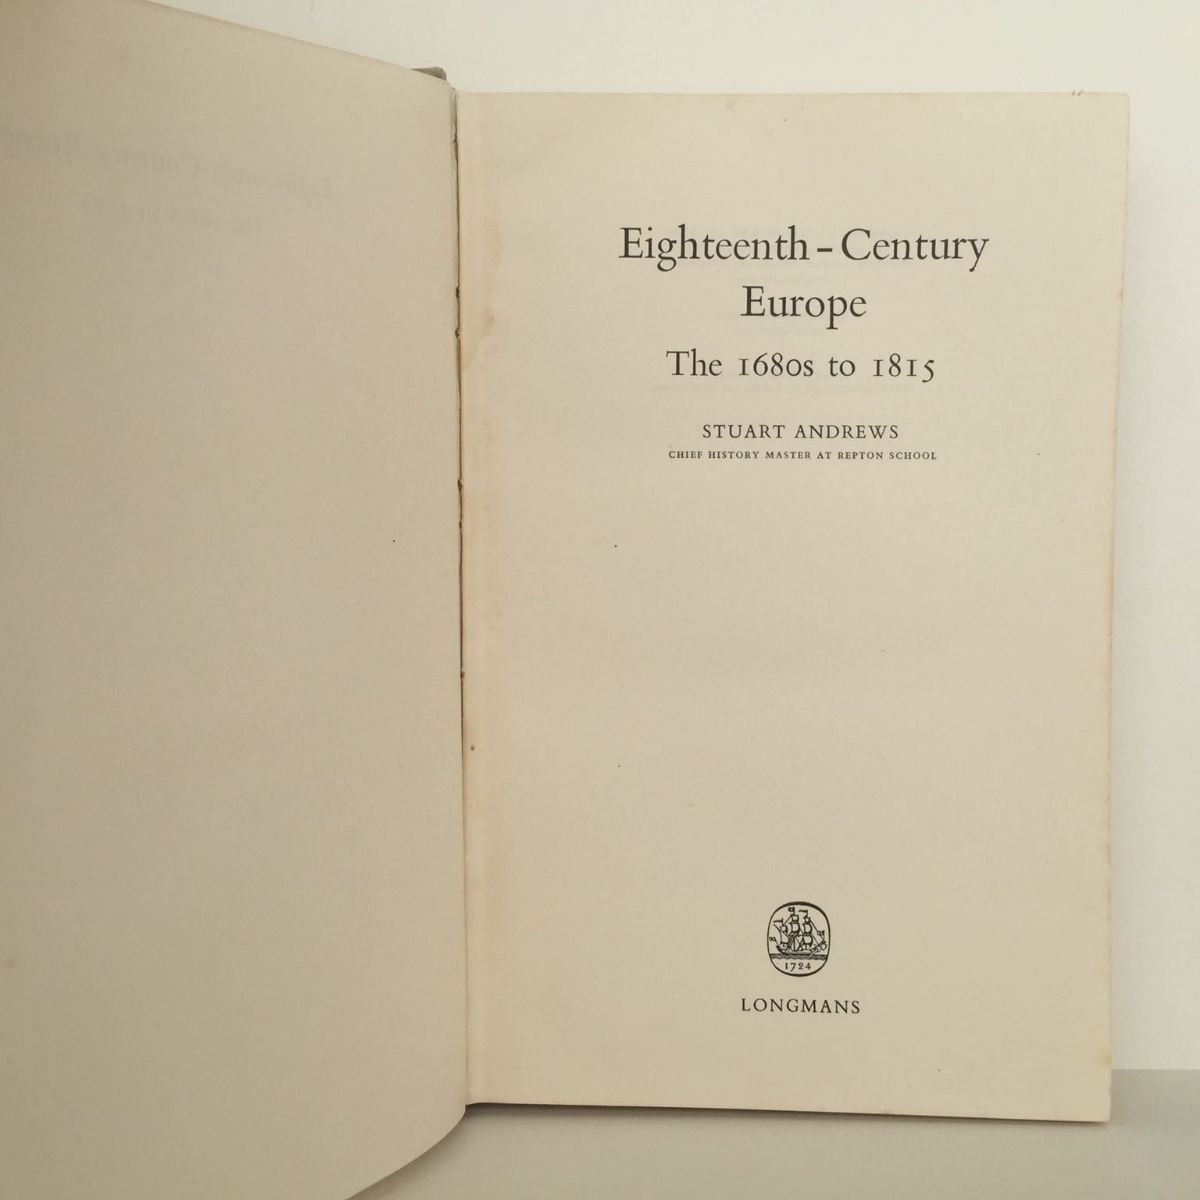 Eighteenth-Century
Europe
The 1680s to 1815
STUART ANDREWS
CHIEF HISTORY MASTER AT REPTON SCHOOL
1724
LONGMANS